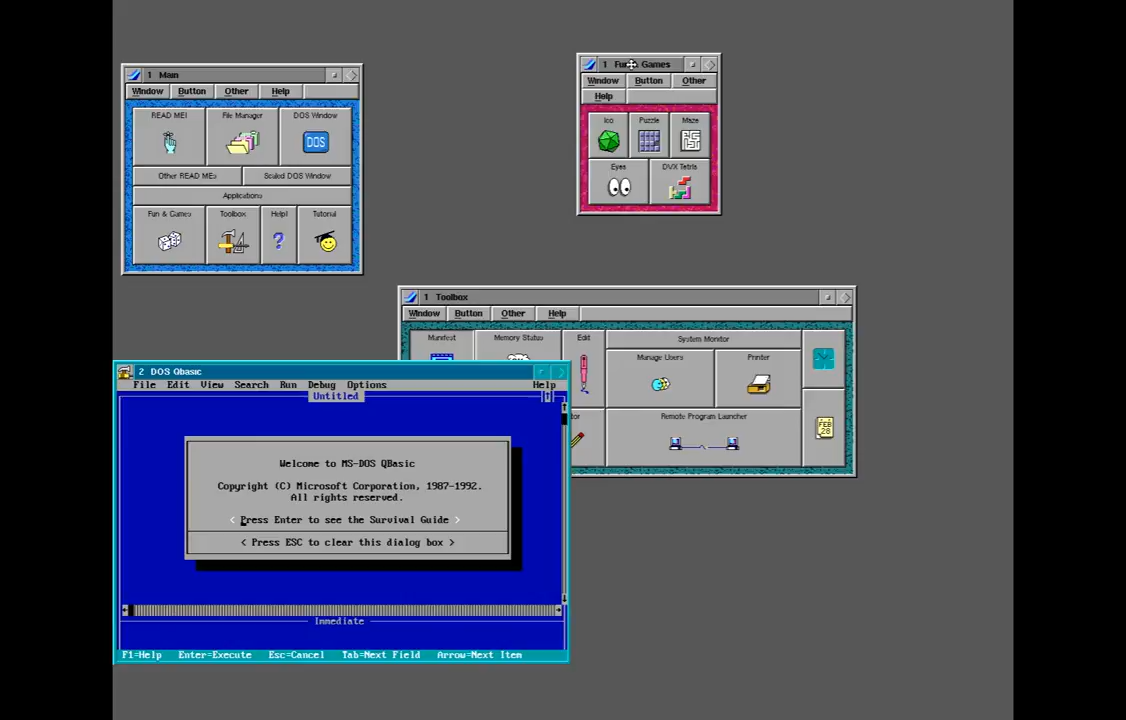 1 Main
Window Button Other Help
READ ME! File Manager DOS Window
DOS
Other READ MEs Scaled DOS Window
Applications
Fun & Games Toolbox Help! Tutorial
1 Games
Window Button Other
Help
Ico Puzzle Maze
Eyes DVX Tetris
1 Toolbox
Window Button Other Help
Manifest Memory Status Edit System Monitor
Manage Users Printer
Remote Program Launcher
FEB
28
2 DOS Qbasic
File Edit View Search Run Debug Options Help
Untitled
Welcome to MS-DOS QBasic
Copyright (C) Microsoft Corporation, 1987-1992.
All rights reserved.
< Press Enter to see the Survival Guide >
< Press ESC to clear this dialog box >
Immediate
F1=Help Enter=Execute Esc=Cancel Tab=Next Field Arrow=Next Item